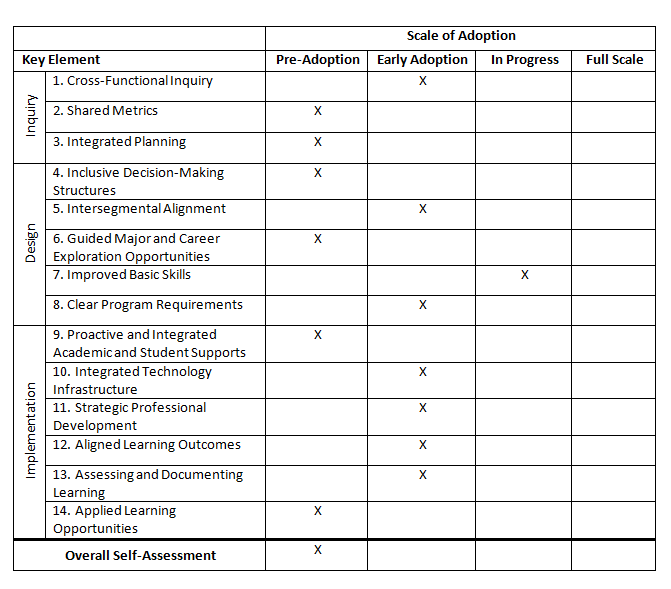 Scale of Adoption
Key Element Pre-Adoption Early Adoption In Progress Full Scale
Inquiry
1. Cross-Functional Inquiry X
2. Shared Metrics X
3. Integrated Planning X
Design
4. Inclusive Decision-Making X
Structures
5. Intersegmental Alignment X
6. Guided Major and Career X
Exploration Opportunities
7. Improved Basic Skills X
8. Clear Program Requirements X
Implementation
9. Proactive and Integrated X
Academic and Student Supports
10. Integrated Technology X
Infrastructure
11. Strategic Professional X
Development
12. Aligned Learning Outcomes X
13. Assessing and Documenting X
Learning
14. Applied Learning X
Opportunities
Overall Self-Assessment X